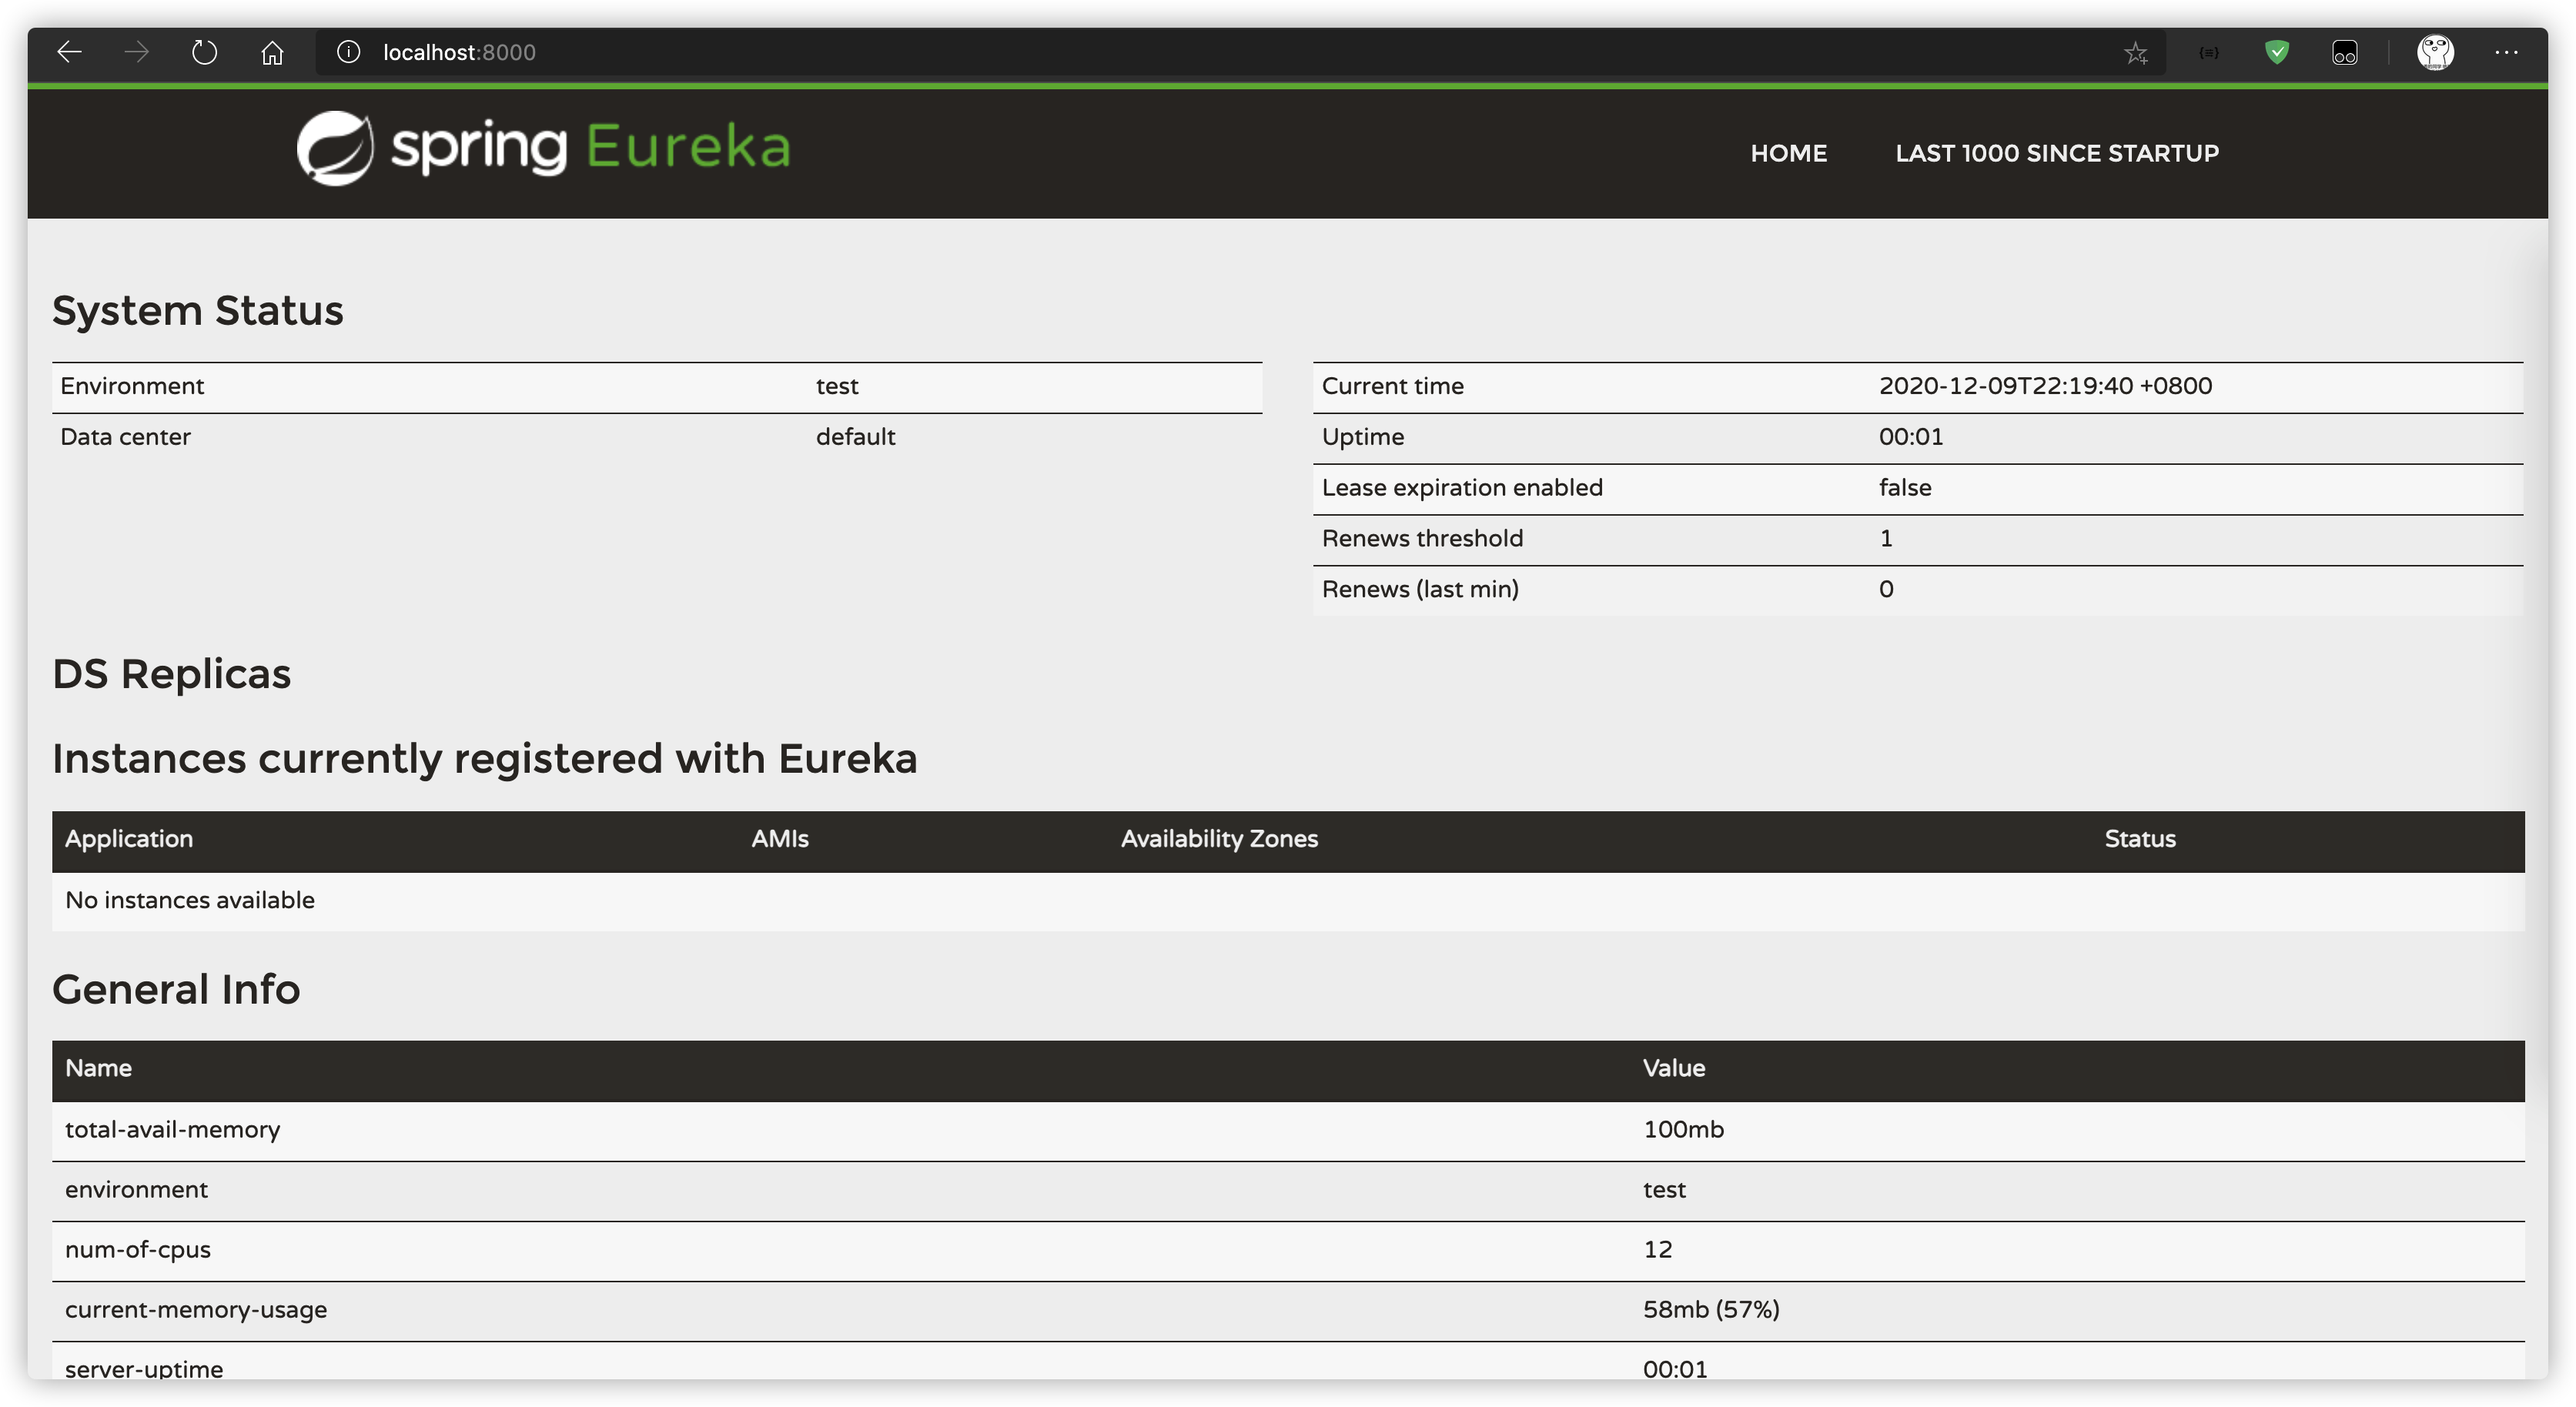 localhost:8000
spring Eureka
HOME LAST 1000 SINCE STARTUP
System Status
Environment test
Data center default
Current time 2020-12-09T22:19:40 +0800
Uptime 00:01
Lease expiration enabled false
Renews threshold 1
Renews (last min) 0
DS Replicas
Instances currently registered with Eureka
Application AMIs Availability Zones Status
No instances available
General Info
Name Value
total-avail-memory 100mb
environment test
num-of-cpus 12
current-memory-usage 58mb (57%)
server-uptime 00:01